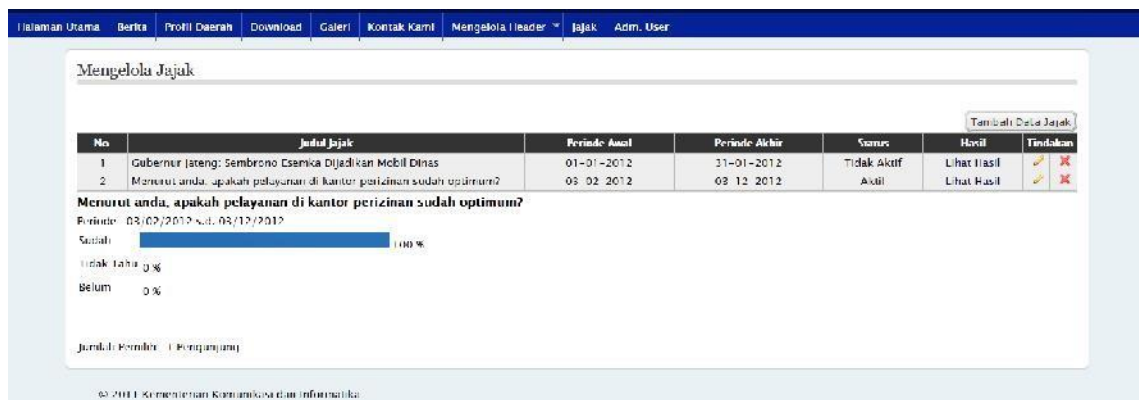 Halaman Utama Berita Profil Daerah Download Galeri Kontak Kami Mengelola Header Jajak Adm. User
Mengelola Jajak
Tambah Data Jajak
No Judul Jajak Periode Awal Periode Akhir Status Hasil Tindakan
1 Gubernur Jateng: Sembrono Esemka Dijadikan Mobil Dinas 01-01-2012 31-01-2012 Tidak Aktif Lihat Hasil
2 Menurut anda, apakah pelayanan di kantor perizinan sudah optimum? 03-02-2012 03-12-2012 Aktif Lihat Hasil
Menurut anda, apakah pelayanan di kantor perizinan sudah optimum?
Periode 03/02/2012 s.d. 03/12/2012
Sudah 100 %
Tidak Tahu 0 %
Belum 0 %
Jumlah Pemilih: 1 Pengunjung
© 2011 Kementerian Komunikasi dan Informatika